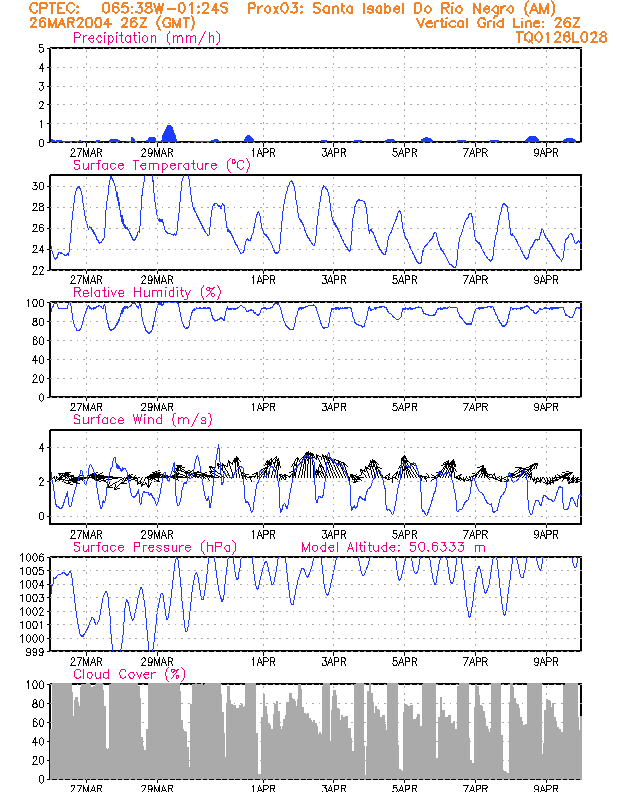 CPTEC: 065:38W-01:24S Prox03: Santa Isabel Do Rio Negro (AM)
26MAR2004 26Z (GMT) Vertical Grid Line: 26Z
Precipitation (mm/h) TQ0126L028
5
4
3
2
1
0
27MAR 29MAR 1APR 3APR 5APR 7APR 9APR
Surface Temperature (°C)
30
28
26
24
22
27MAR 29MAR 1APR 3APR 5APR 7APR 9APR
Relative Humidity (%)
100
80
60
40
20
0
27MAR 29MAR 1APR 3APR 5APR 7APR 9APR
Surface Wind (m/s)
4
2
0
27MAR 29MAR 1APR 3APR 5APR 7APR 9APR
Surface Pressure (hPa) Model Altitude: 50.6333 m
1006
1005
1004
1003
1002
1001
1000
999
27MAR 29MAR 1APR 3APR 5APR 7APR 9APR
Cloud Cover (%)
100
80
60
40
20
0
27MAR 29MAR 1APR 3APR 5APR 7APR 9APR